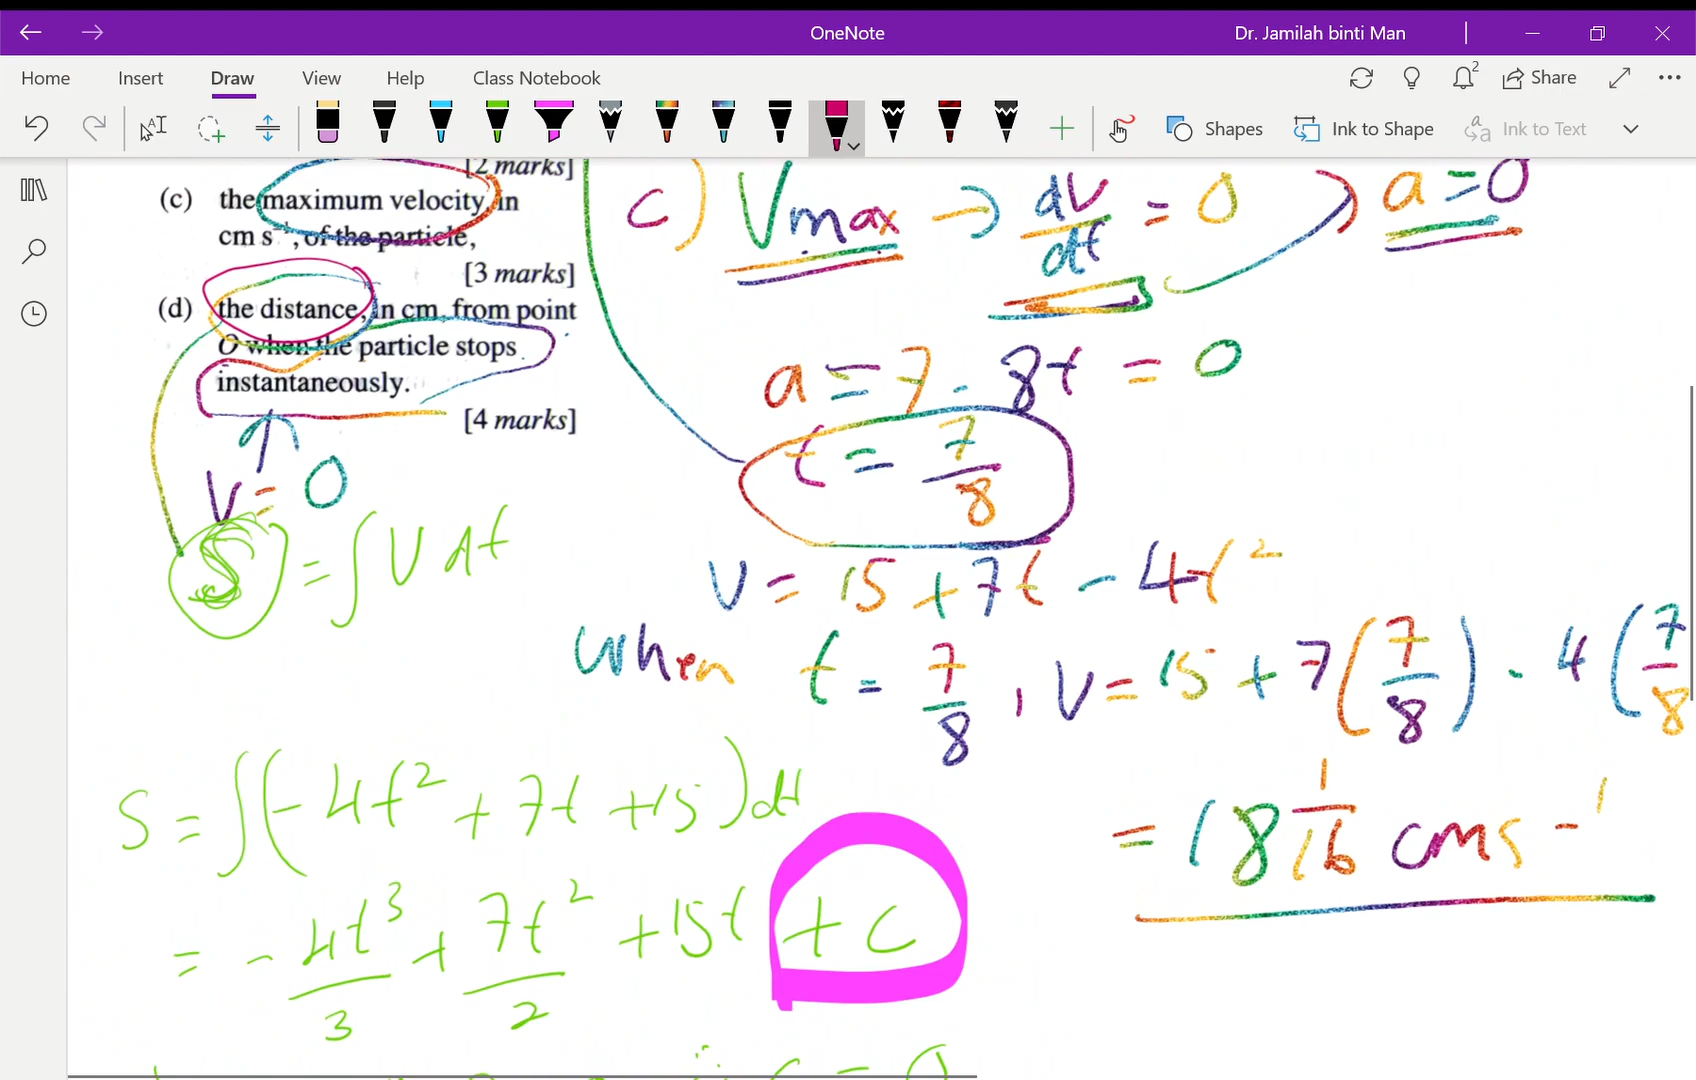 OneNote
Dr. Jamilah binti Man
Home Insert Draw View Help Class Notebook
2 Share
Shapes Ink to Shape Ink to Text
[2 marks]
(c) the maximum velocity, in
cm s⁻¹, of the particle,
[3 marks]
(d) the distance, in cm, from point
O when the particle stops
instantaneously.
[4 marks]
v = 0
S = ∫ v dt
S = ∫(-4t² + 7t + 15)dt
= - 4t³/3 + 7t²/2 + 15t + c
c) Vmax → dv/dt = 0 a = 0
a = 7 - 8t = 0
t = 7/8
v = 15 + 7t - 4t²
when t = 7/8, v = 15 + 7(7/8) - 4(7/8
= 18 1/16 cms⁻¹
∴ c = 0